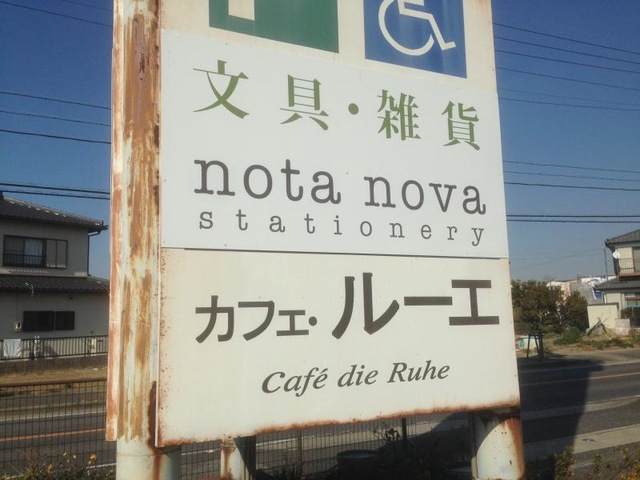 文具・雑貨
nota nova
stationery
カフェ・ルーエ
Café die Ruhe